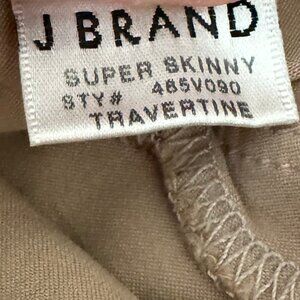 J BRAND
SUPER SKINNY
STY# 485V090
TRAVERTINE